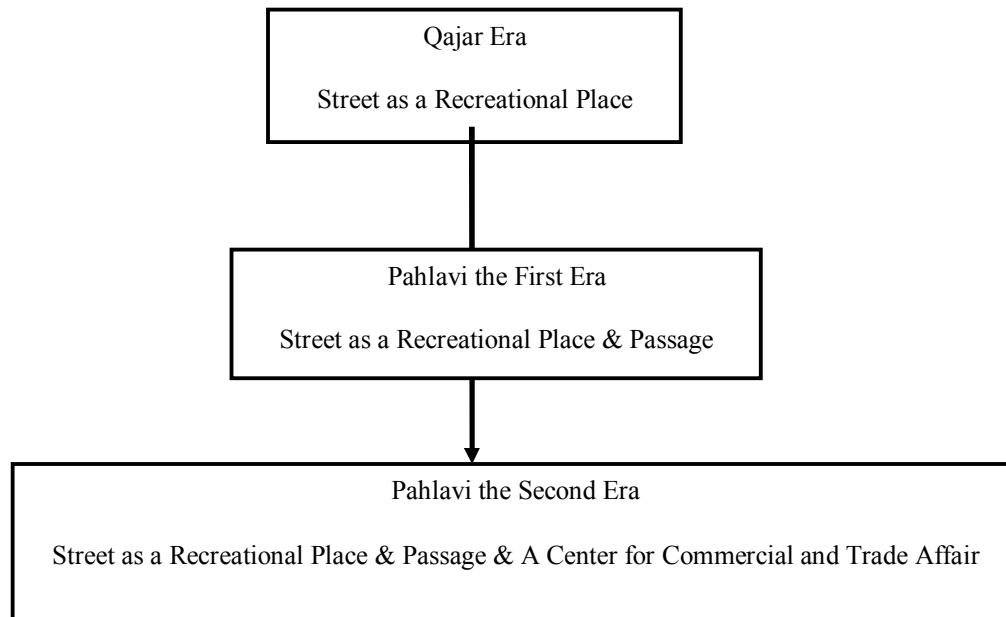 Qajar Era
Street as a Recreational Place
Pahlavi the First Era
Street as a Recreational Place & Passage
Pahlavi the Second Era
Street as a Recreational Place & Passage & A Center for Commercial and Trade Affair